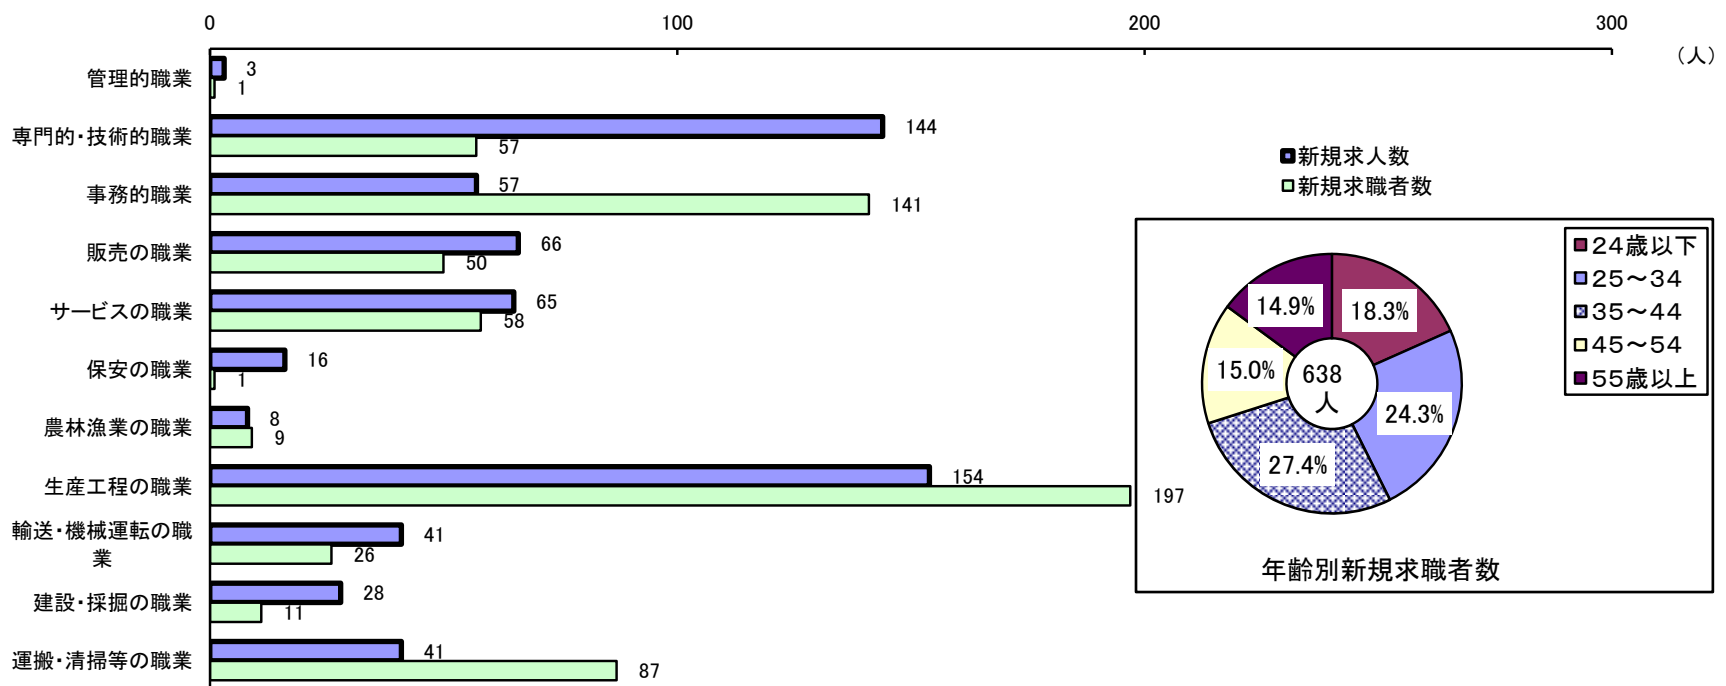 0 100 200 300
（人）
管理的職業 3
1
専門的・技術的職業 144
57
事務的職業 57
141
販売の職業 66
50
サービスの職業 65
58
保安の職業 16
1
農林漁業の職業 8
9
生産工程の職業 154
197
輸送・機械運転の職
業
41
26
建設・採掘の職業 28
11
運搬・清掃等の職業 41
87
新規求人数
新規求職者数
24歳以下
25～34
35～44
45～54
55歳以上
18.3%
24.3%
27.4%
15.0%
14.9%
638
人
年齢別新規求職者数